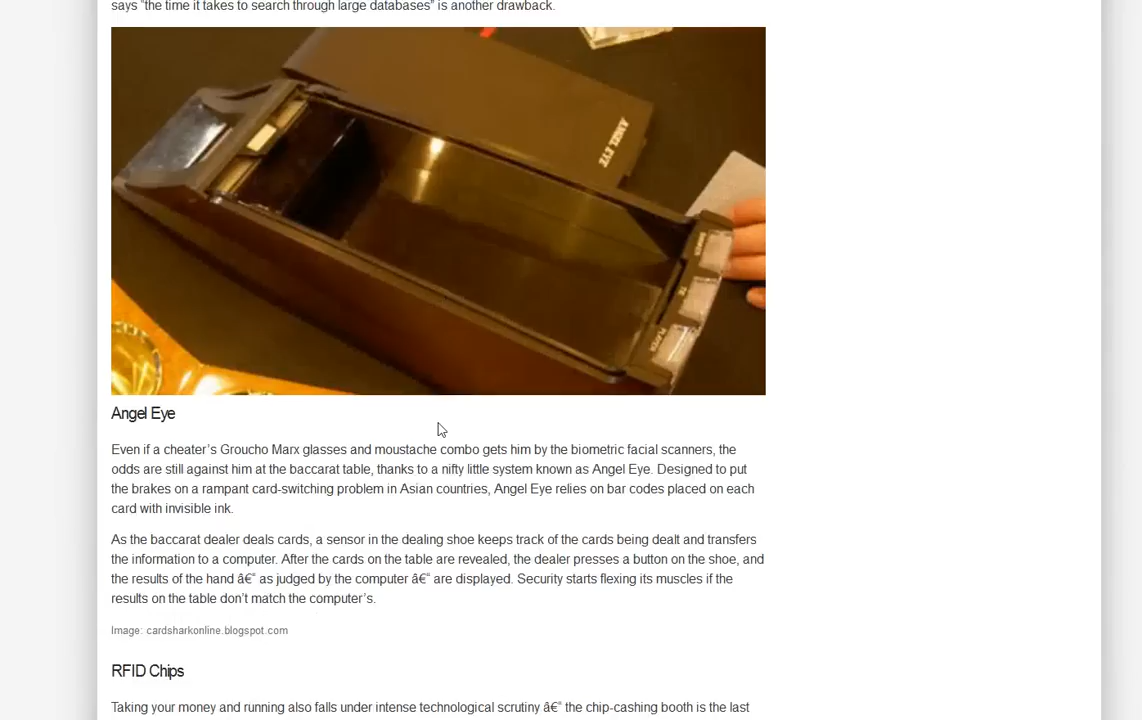 says “the time it takes to search through large databases” is another drawback.
ANGEL EYE
BANKER
TIE
PLAYER
Angel Eye
Even if a cheater’s Groucho Marx glasses and moustache combo gets him by the biometric facial scanners, the
odds are still against him at the baccarat table, thanks to a nifty little system known as Angel Eye. Designed to put
the brakes on a rampant card-switching problem in Asian countries, Angel Eye relies on bar codes placed on each
card with invisible ink.
As the baccarat dealer deals cards, a sensor in the dealing shoe keeps track of the cards being dealt and transfers
the information to a computer. After the cards on the table are revealed, the dealer presses a button on the shoe, and
the results of the hand â€“ as judged by the computer â€“ are displayed. Security starts flexing its muscles if the
results on the table don’t match the computer’s.
Image: cardsharkonline.blogspot.com
RFID Chips
Taking your money and running also falls under intense technological scrutiny â€“ the chip-cashing booth is the last